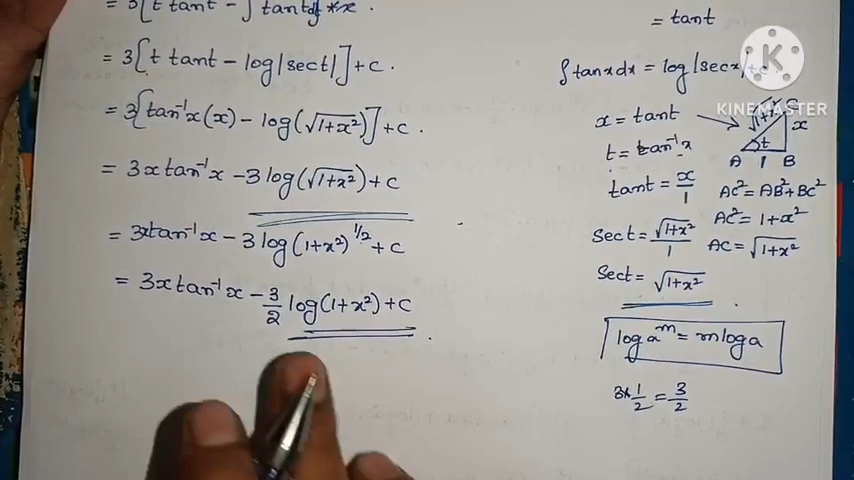 = 3[t tant - ∫ tant dt * x.
= 3[t tant - log|sect|] + c.
= 3[tan⁻¹x(x) - log(√1+x²)] + c.
= 3x tan⁻¹x - 3 log(√1+x²) + c
= 3x tan⁻¹x - 3 log(1+x²)^1/2 + c
= 3x tan⁻¹x - 3/2 log(1+x²) + c.
= tant
∫ tanx dx = log|secx| + c.
KINEMASTER
x = tant
t = tan⁻¹x
tant = x/1
sect = √1+x²/1
sect = √1+x²
C
√1+x²
x
t
A 1 B
AC² = AB² + BC²
AC² = 1+x²
AC = √1+x²
log a^m = m log a
3*1/2 = 3/2